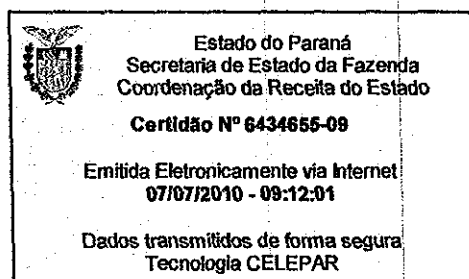 Estado do Paraná
Secretaria de Estado da Fazenda
Coordenação da Receita do Estado
Certidão Nº 6434655-09
Emitida Eletronicamente via Internet
07/07/2010 - 09:12:01
Dados transmitidos de forma segura
Tecnologia CELEPAR